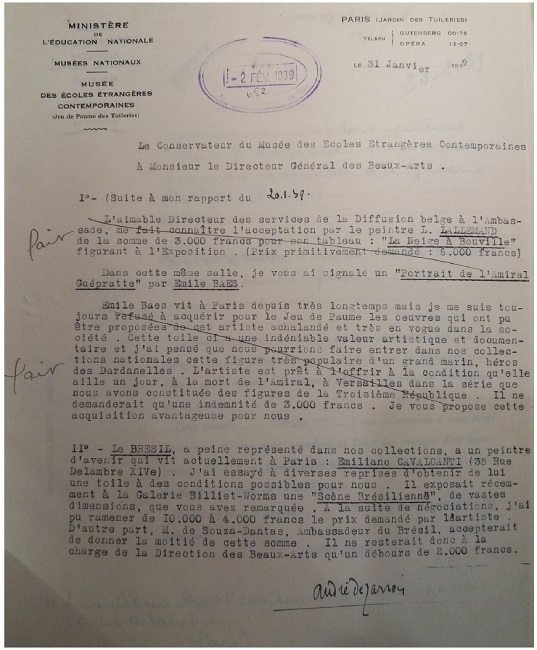 MINISTÈRE
DE
L'ÉDUCATION NATIONALE
MUSÉES NATIONAUX
MUSÉE
DES ÉCOLES ÉTRANGÈRES
CONTEMPORAINES
(Jeu de Paume des Tuileries)
PARIS (JARDIN DES TUILERIES)
TÉLÉPH GUTENBERG 00-76
OPÉRA 12-07
LE 31 Janvier 1939
- 2 FÉV. 1939
652
Le Conservateur du Musée des Ecoles Etrangères Contemporaines
à Monsieur le Directeur Général des Beaux-Arts .
I°- (Suite à mon rapport du 20.1.39.
L'aimable Directeur des services de la Diffusion belge à l'Ambas-
sade, me fait connaître l'acceptation par le peintre L. LALLEMAND
de la somme de 3.000 francs pour son tableau : "La Neige à Bouville"
figurant à l'Exposition . (Prix primitivement demandé : 6.000 francs)
fair
Dans cette même salle, je vous ai signalé un "Portrait de l'Amiral
Guépratte" par Emile BAES.
Emile Baes vit à Paris depuis très longtemps mais je me suis tou-
jours refusé à acquérir pour le Jeu de Paume les oeuvres qui ont pu
être proposées de cet artiste achalandé et très en vogue dans la so-
ciété . Cette toile ci a une indéniable valeur artistique et documen-
taire et j'ai pensé que nous pourrions faire entrer dans nos collec-
tions nationales cette figure très populaire d'un grand marin, héros
des Dardanelles . L'artiste est prêt à l'offrir à la condition qu'elle
aille un jour, à la mort de l'Amiral, à Versailles dans la série que
nous avons constituée des figures de la Troisième République . Il ne
demanderait qu'une indemnité de 3.000 francs . Je vous propose cette
acquisition avantageuse pour nous .
fair
II° - Le BRESIL, a peine représenté dans nos collections, a un peintre
d'avenir qui vit actuellement à Paris : Emiliano CAVALCANTI (35 Rue
Delambre XIVe) . J'ai essayé à diverses reprises d'obtenir de lui
une toile à des conditions possibles pour nous . Il exposait récem-
ment à la Galerie Billiet-Worms une "Scène Brésilienne", de vastes
dimensions, que vous avez remarquée . A la suite de négociations, j'ai
pu ramener de 10.000 à 4.000 francs le prix demandé par l'artiste .
D'autre part, M. de Souza-Dantas, Ambassadeur du Brésil, accepterait
de donner la moitié de cette somme . Il ne resterait donc à la
charge de la Direction des Beaux-Arts qu'un débours de 2.000 francs.
André Dezarrois